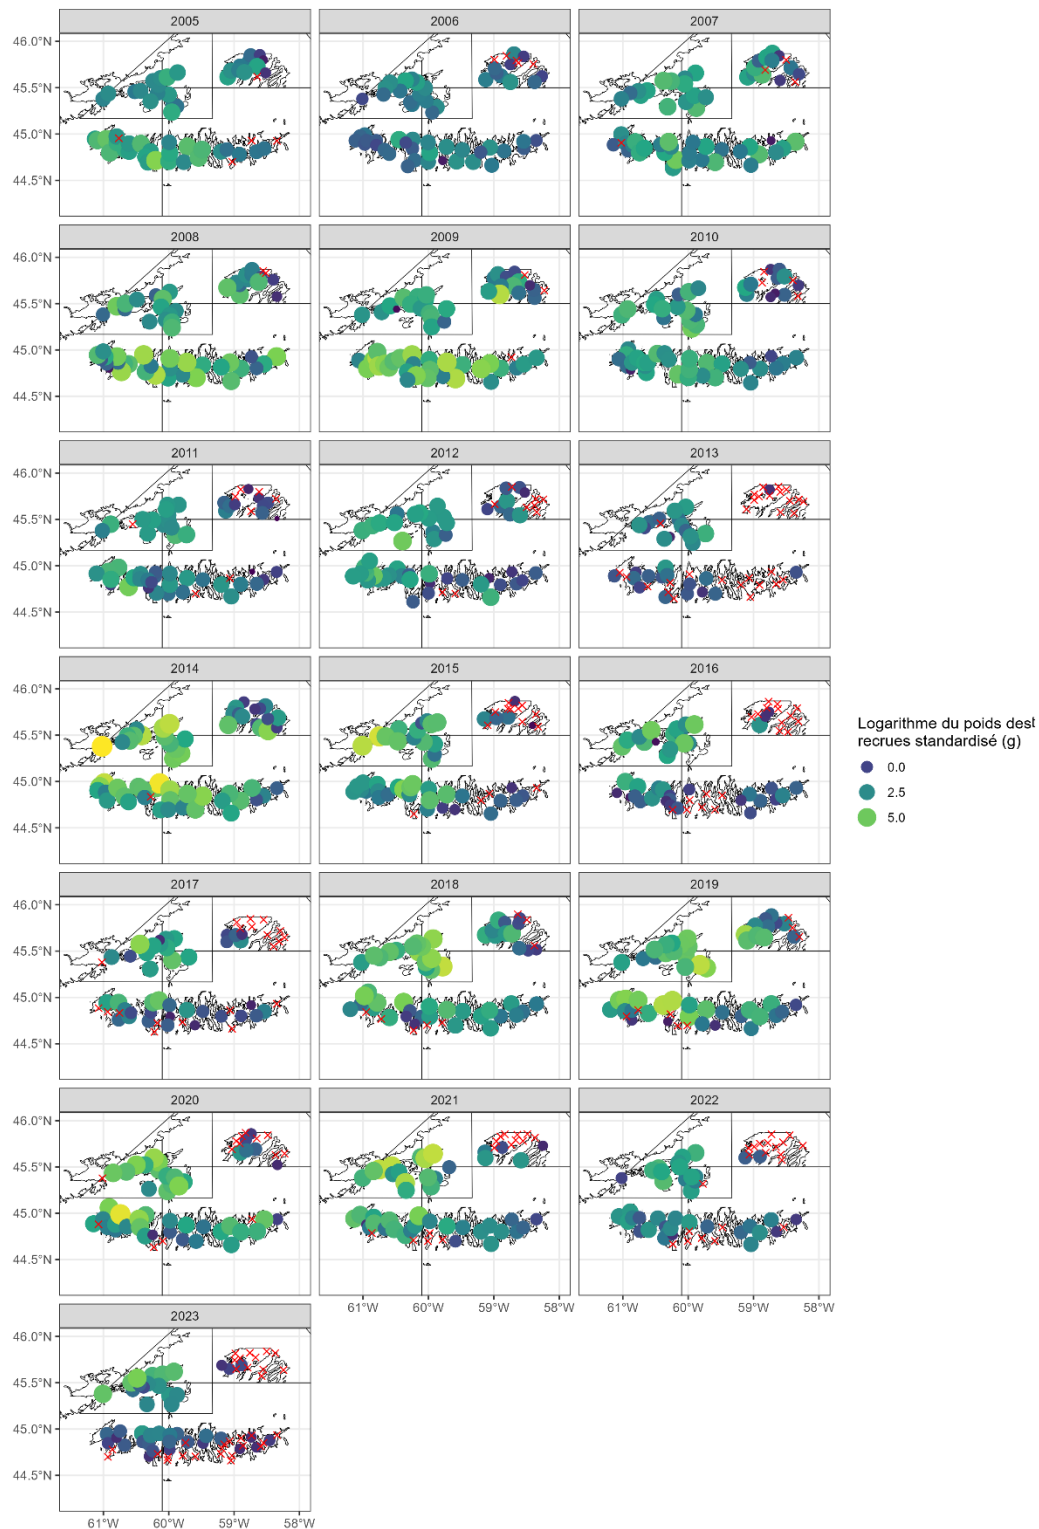 2005 2006 2007
46.0°N
45.5°N
45.0°N
44.5°N
2008 2009 2010
46.0°N
45.5°N
45.0°N
44.5°N
2011 2012 2013
46.0°N
45.5°N
45.0°N
44.5°N
2014 2015 2016
46.0°N
45.5°N
45.0°N
44.5°N
Logarithme du poids dest
recrues standardisé (g)
0.0
2.5
5.0
2017 2018 2019
46.0°N
45.5°N
45.0°N
44.5°N
2020 2021 2022
46.0°N
45.5°N
45.0°N
44.5°N
61°W 60°W 59°W 58°W 61°W 60°W 59°W 58°W
2023
46.0°N
45.5°N
45.0°N
44.5°N
61°W 60°W 59°W 58°W